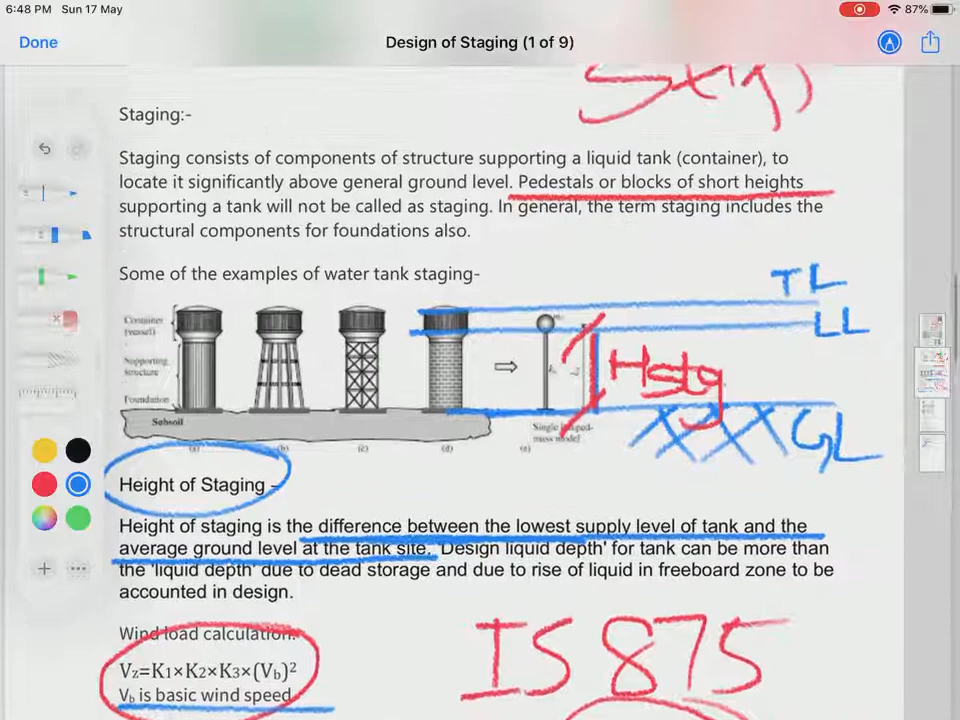 6:48 PM Sun 17 May
87%
Done
Design of Staging (1 of 9)
Staging:-
Staging consists of components of structure supporting a liquid tank (container), to
locate it significantly above general ground level. Pedestals or blocks of short heights
supporting a tank will not be called as staging. In general, the term staging includes the
structural components for foundations also.
Some of the examples of water tank staging-
TL
LL
Container
(vessel)
Supporting
structure
Foundation
Hstg
Subsoil
GL
(a) (b) (c) (d) (e)
Height of Staging -
Height of staging is the difference between the lowest supply level of tank and the
average ground level at the tank site. 'Design liquid depth' for tank can be more than
the 'liquid depth' due to dead storage and due to rise of liquid in freeboard zone to be
accounted in design.
Wind load calculation:
IS 875
Vz=K1×K2×K3×(Vb)²
Vb is basic wind speed